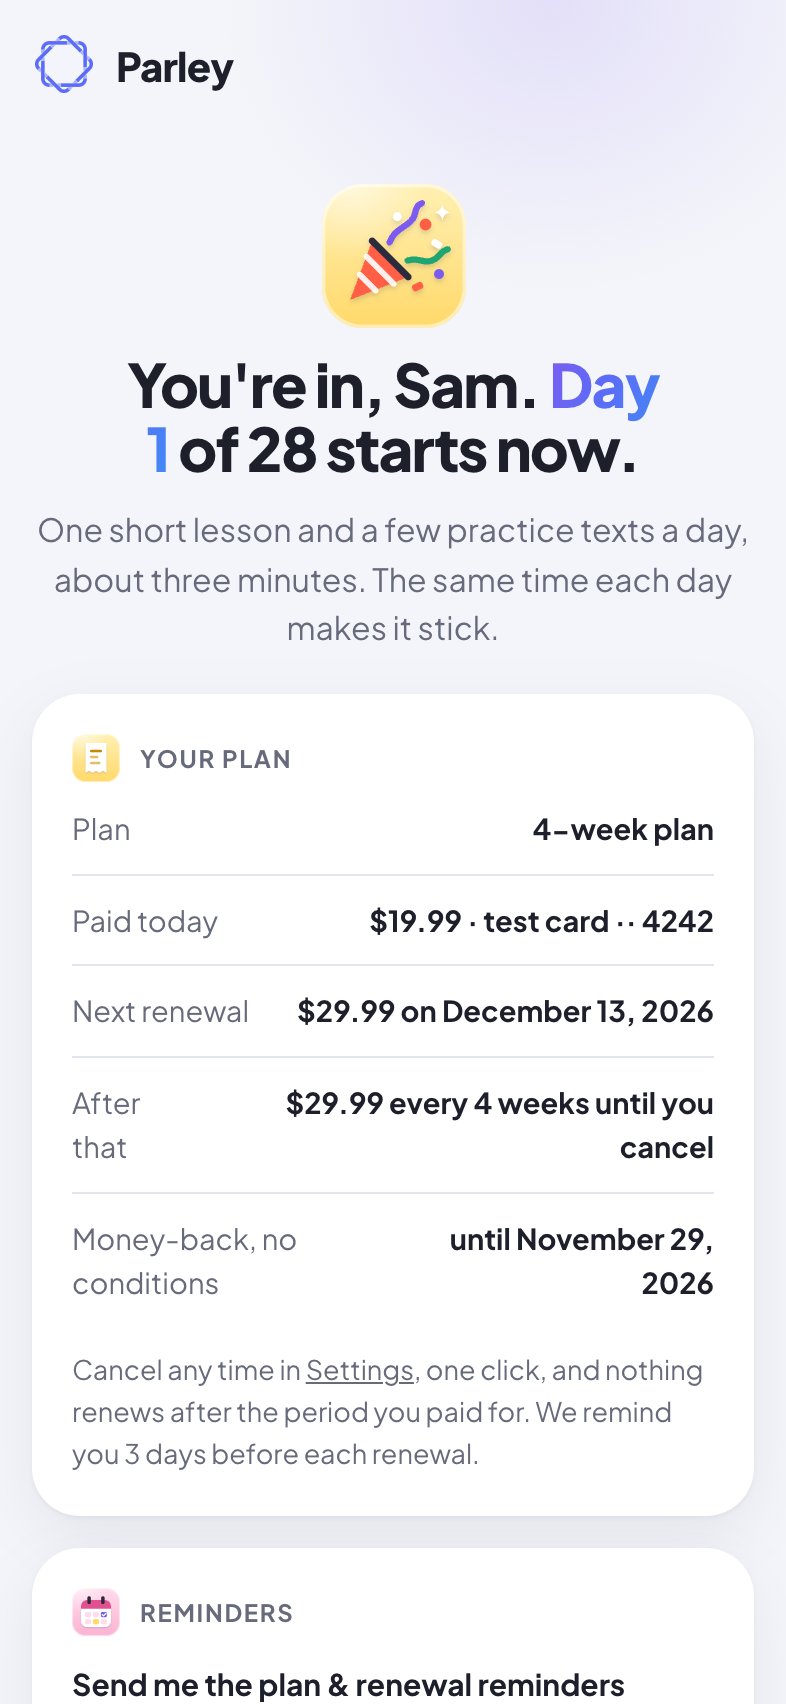 Parley
You're in, Sam. Day
1 of 28 starts now.
One short lesson and a few practice texts a day,
about three minutes. The same time each day
makes it stick.
YOUR PLAN
Plan 4-week plan
Paid today $19.99 · test card ·· 4242
Next renewal $29.99 on December 13, 2026
After that $29.99 every 4 weeks until you cancel
Money-back, no conditions until November 29, 2026
Cancel any time in Settings, one click, and nothing
renews after the period you paid for. We remind
you 3 days before each renewal.
REMINDERS
Send me the plan & renewal reminders